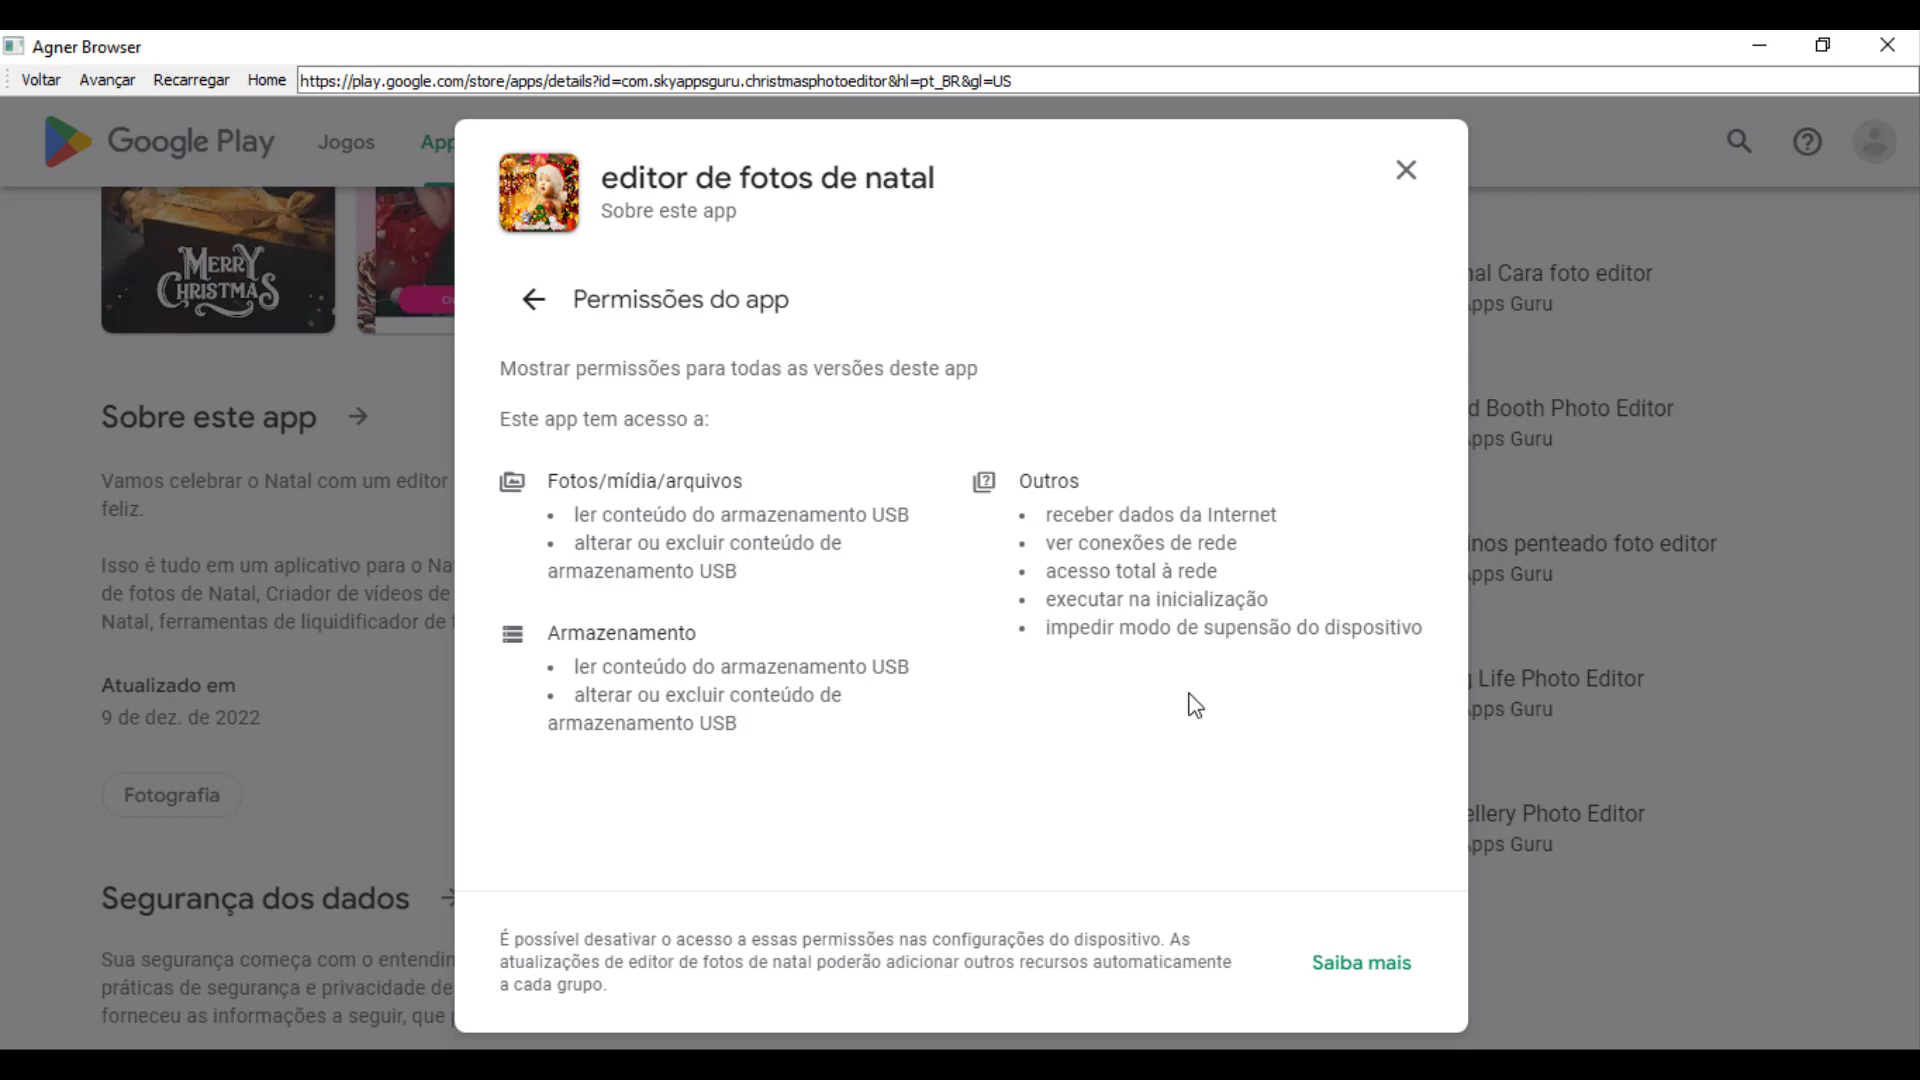 Agner Browser
Voltar Avançar Recarregar Home https://play.google.com/store/apps/details?id=com.skyappsguru.christmasphotoeditor&hl=pt_BR&gl=US
Google Play Jogos App
MERRY
CHRISTMAS
Sobre este app
Vamos celebrar o Natal com um editor
feliz.
Isso é tudo em um aplicativo para o Na
de fotos de Natal, Criador de vídeos de
Natal, ferramentas de liquidificador de
Atualizado em
9 de dez. de 2022
Fotografia
Segurança dos dados
Sua segurança começa com o entendin
práticas de segurança e privacidade de
forneceu as informações a seguir, que
editor de fotos de natal
Sobre este app
Permissões do app
Mostrar permissões para todas as versões deste app
Este app tem acesso a:
Fotos/mídia/arquivos
• ler conteúdo do armazenamento USB
• alterar ou excluir conteúdo de
armazenamento USB
Armazenamento
• ler conteúdo do armazenamento USB
• alterar ou excluir conteúdo de
armazenamento USB
Outros
• receber dados da Internet
• ver conexões de rede
• acesso total à rede
• executar na inicialização
• impedir modo de supensão do dispositivo
É possível desativar o acesso a essas permissões nas configurações do dispositivo. As
atualizações de editor de fotos de natal poderão adicionar outros recursos automaticamente
a cada grupo.
Saiba mais
nal Cara foto editor
Apps Guru
d Booth Photo Editor
Apps Guru
inos penteado foto editor
Apps Guru
g Life Photo Editor
Apps Guru
ellery Photo Editor
Apps Guru